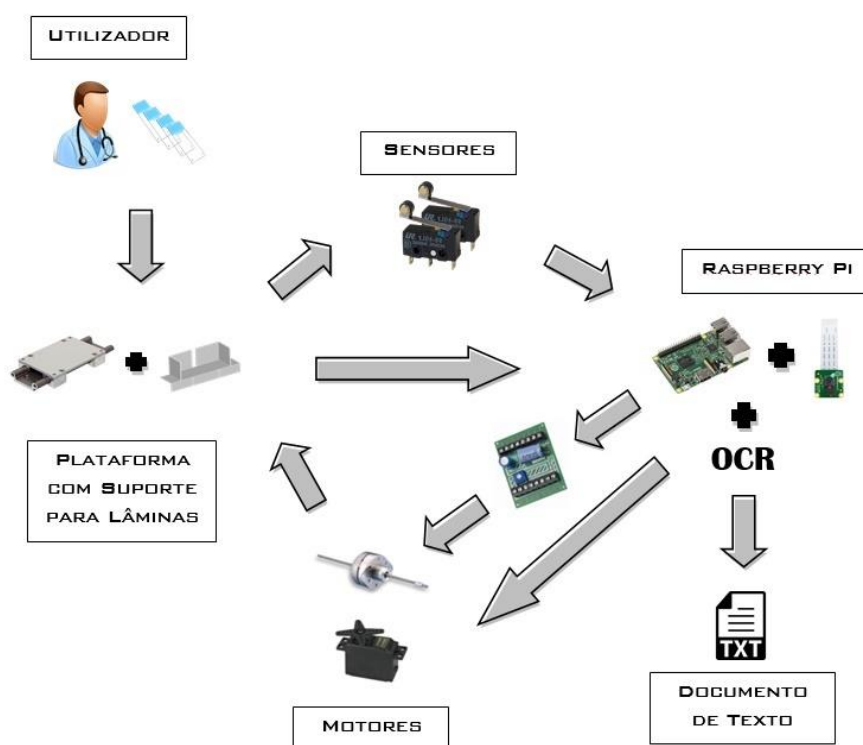 UTILIZADOR
SENSORES
RASPBERRY PI
PLATAFORMA
COM SUPORTE
PARA LÂMINAS
OCR
TXT
MOTORES
DOCUMENTO
DE TEXTO